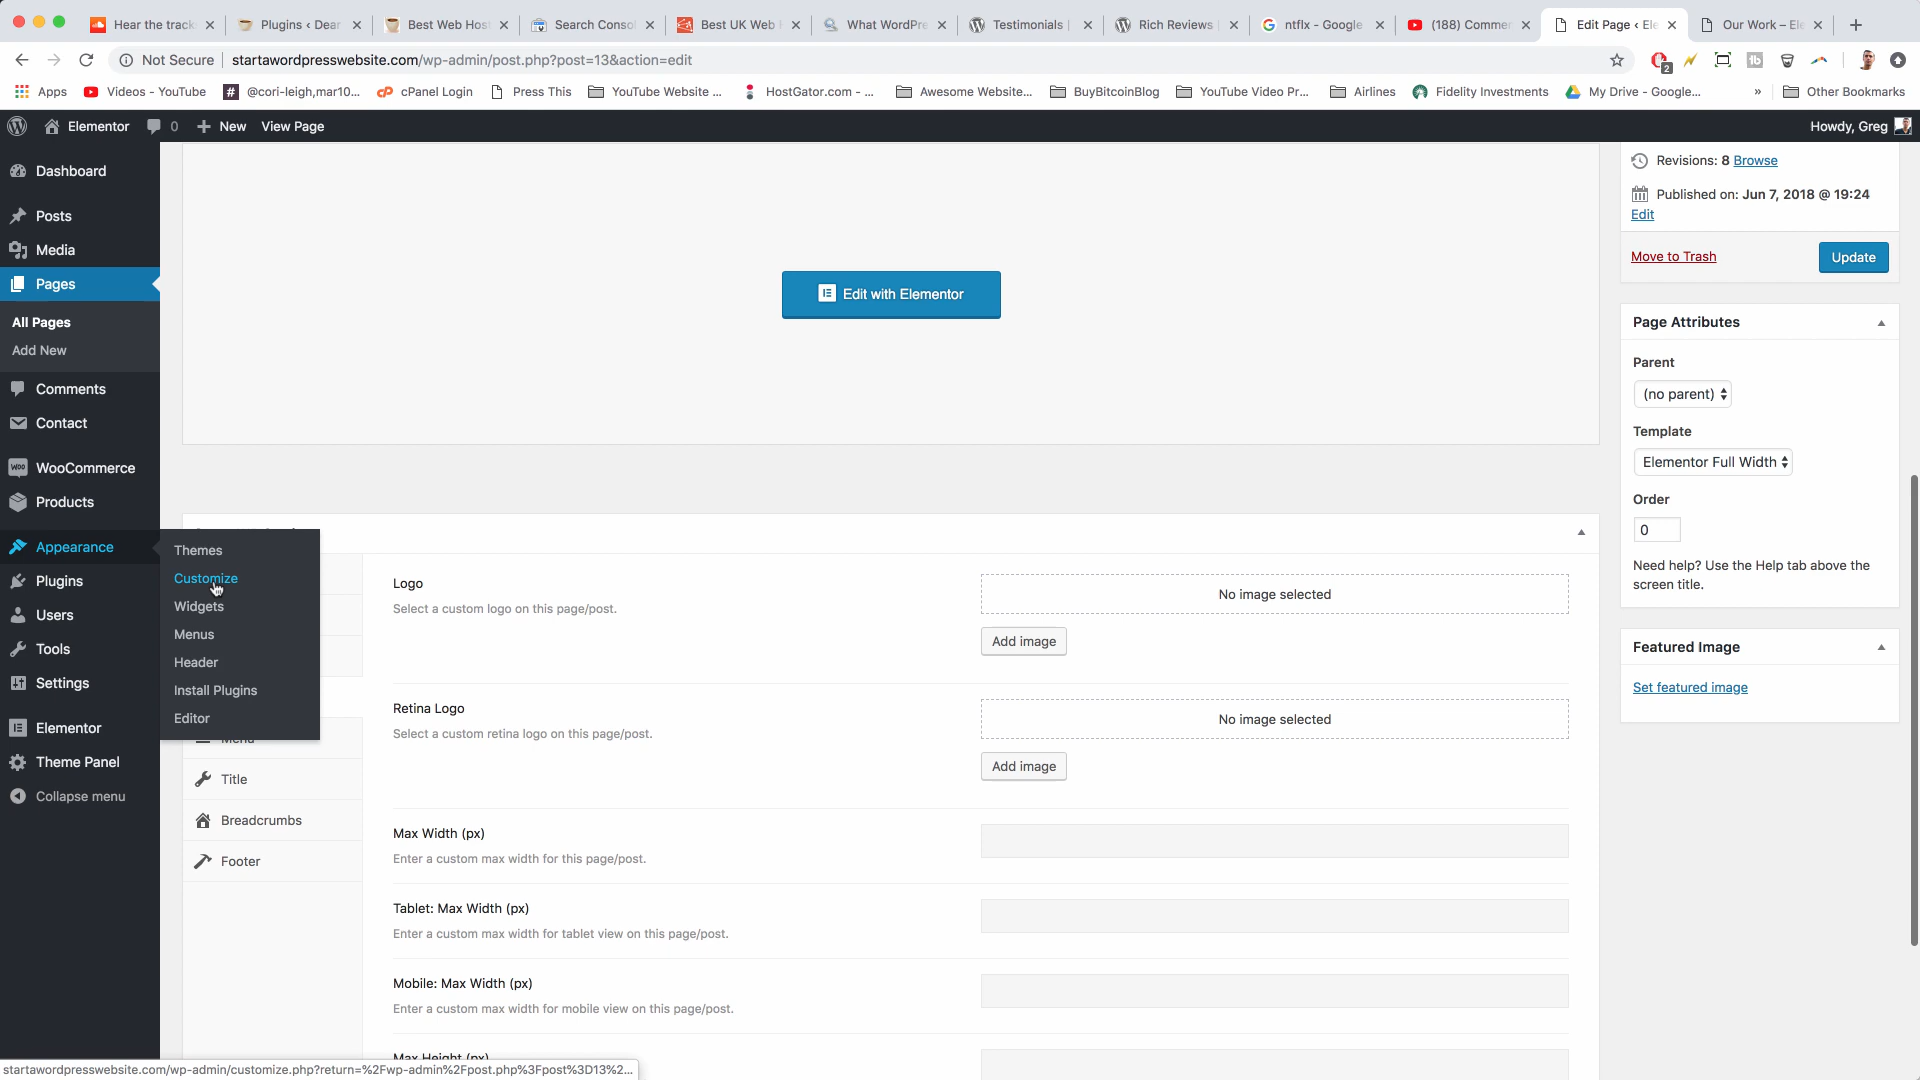 Hear the track
Plugins ‹ Dear
Best Web Hos
Search Conso
Best UK Web
What WordPre
Testimonials |
Rich Reviews
ntflx - Google
(188) Commer
Edit Page ‹ Ele
Our Work – Ele
Not Secure | startawordpresswebsite.com/wp-admin/post.php?post=13&action=edit
2
Apps
Videos - YouTube
@cori-leigh,mar10...
cPanel Login
Press This
YouTube Website ...
HostGator.com - ...
Awesome Website...
BuyBitcoinBlog
YouTube Video Pr...
Airlines
Fidelity Investments
My Drive - Google...
»
Other Bookmarks
Elementor
0
New
View Page
Howdy, Greg
Dashboard
Posts
Media
Pages
All Pages
Add New
Comments
Contact
WooCommerce
Products
Appearance
Plugins
Users
Tools
Settings
Elementor
Theme Panel
Collapse menu
Themes
Customize
Widgets
Menus
Header
Install Plugins
Editor
Edit with Elementor
Menu
Title
Breadcrumbs
Footer
Logo
Select a custom logo on this page/post.
No image selected
Add image
Retina Logo
Select a custom retina logo on this page/post.
No image selected
Add image
Max Width (px)
Enter a custom max width for this page/post.
Tablet: Max Width (px)
Enter a custom max width for tablet view on this page/post.
Mobile: Max Width (px)
Enter a custom max width for mobile view on this page/post.
Max Height (px)
Revisions: 8 Browse
Published on: Jun 7, 2018 @ 19:24
Edit
Move to Trash
Update
Page Attributes
Parent
(no parent)
Template
Elementor Full Width
Order
0
Need help? Use the Help tab above the
screen title.
Featured Image
Set featured image
startawordpresswebsite.com/wp-admin/customize.php?return=%2Fwp-admin%2Fpost.php%3Fpost%3D13%2...